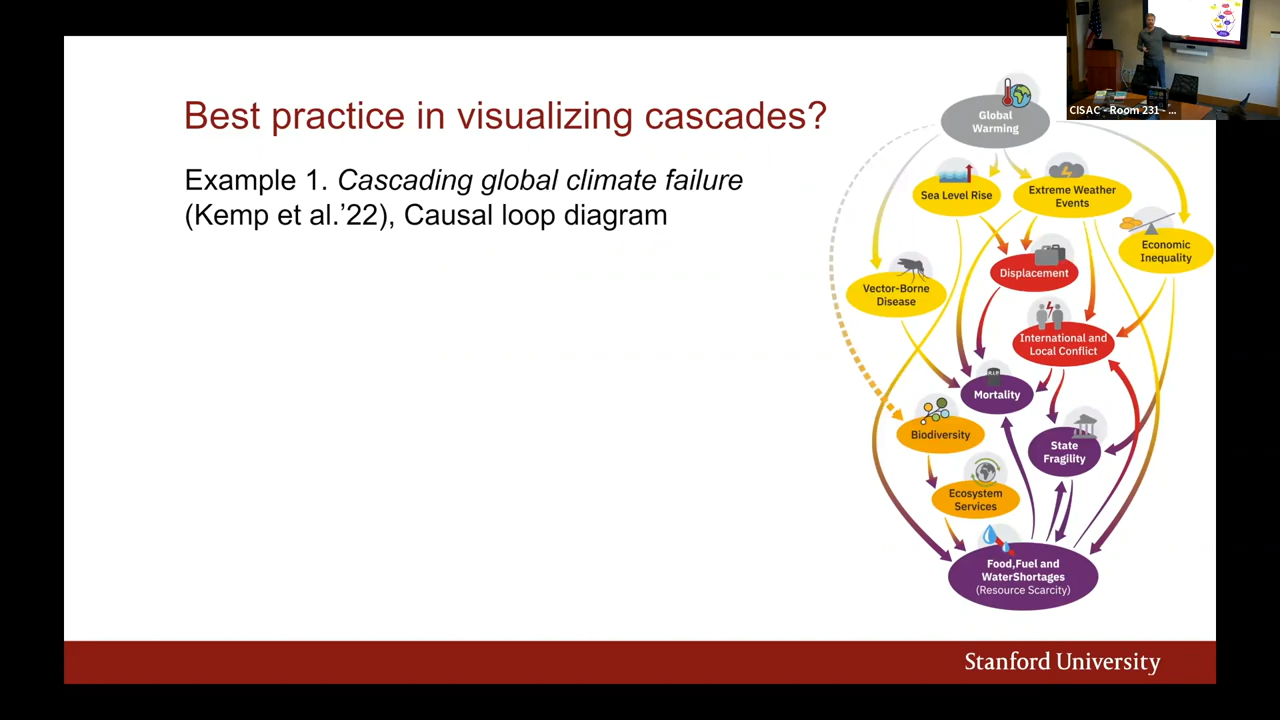 Best practice in visualizing cascades?
Example 1. Cascading global climate failure
(Kemp et al.'22), Causal loop diagram
CISAC - Room 231 - ...
Global
Warming
Sea Level Rise
Extreme Weather
Events
Economic
Inequality
Displacement
Vector-Borne
Disease
International and
Local Conflict
Mortality
Biodiversity
State
Fragility
Ecosystem
Services
Food,Fuel and
WaterShortages
(Resource Scarcity)
Stanford University